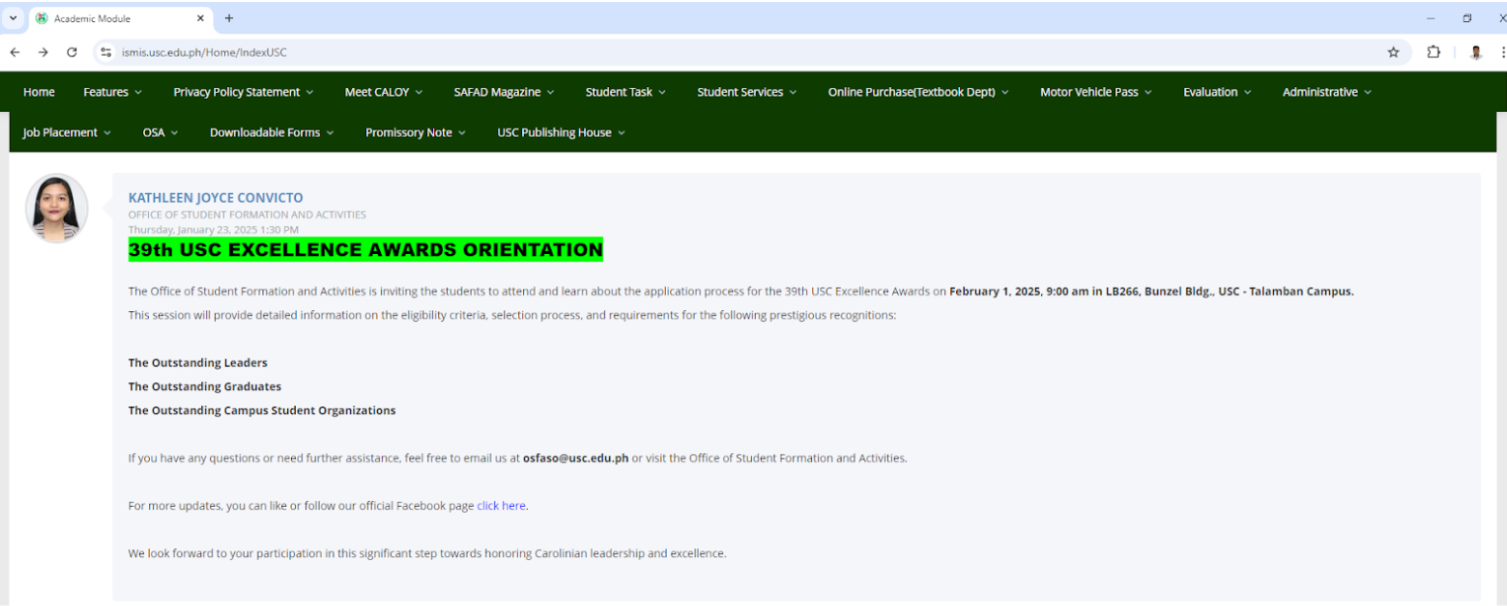 Academic Module
ismis.usc.edu.ph/Home/IndexUSC
Home Features Privacy Policy Statement Meet CALOY SAFAD Magazine Student Task Student Services Online Purchase(Textbook Dept) Motor Vehicle Pass Evaluation Administrative
Job Placement OSA Downloadable Forms Promissory Note USC Publishing House
KATHLEEN JOYCE CONVICTO
OFFICE OF STUDENT FORMATION AND ACTIVITIES
Thursday, January 23, 2025 1:30 PM
39th USC EXCELLENCE AWARDS ORIENTATION
The Office of Student Formation and Activities is inviting the students to attend and learn about the application process for the 39th USC Excellence Awards on February 1, 2025, 9:00 am in LB266, Bunzel Bldg., USC - Talamban Campus.
This session will provide detailed information on the eligibility criteria, selection process, and requirements for the following prestigious recognitions:
The Outstanding Leaders
The Outstanding Graduates
The Outstanding Campus Student Organizations
If you have any questions or need further assistance, feel free to email us at osfaso@usc.edu.ph or visit the Office of Student Formation and Activities.
For more updates, you can like or follow our official Facebook page click here.
We look forward to your participation in this significant step towards honoring Carolinian leadership and excellence.